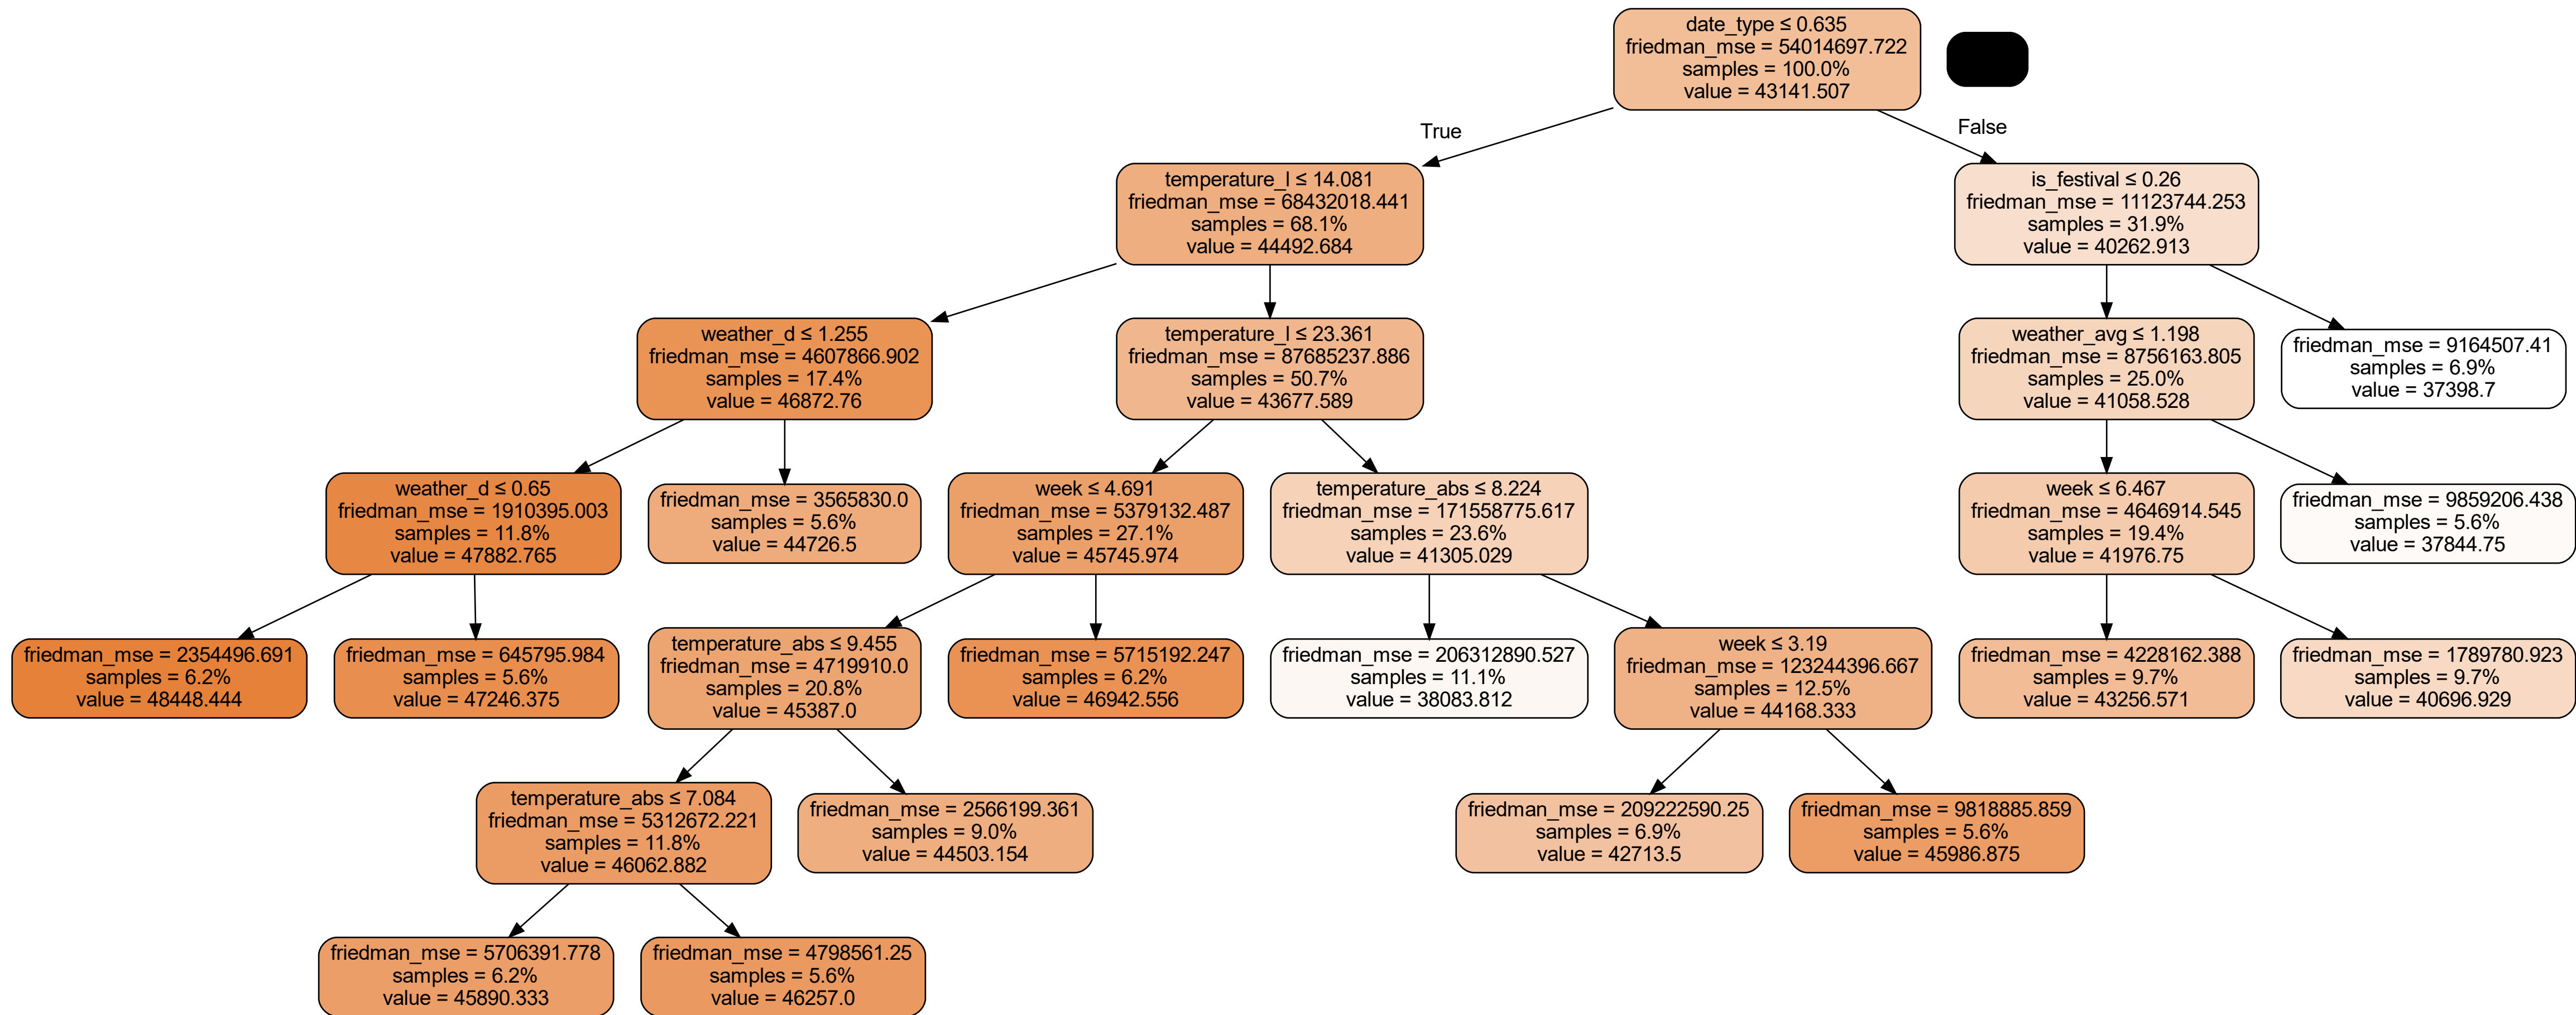 date_type ≤ 0.635
friedman_mse = 54014697.722
samples = 100.0%
value = 43141.507
True
False
temperature_l ≤ 14.081
friedman_mse = 68432018.441
samples = 68.1%
value = 44492.684
is_festival ≤ 0.26
friedman_mse = 11123744.253
samples = 31.9%
value = 40262.913
weather_d ≤ 1.255
friedman_mse = 4607866.902
samples = 17.4%
value = 46872.76
temperature_l ≤ 23.361
friedman_mse = 87685237.886
samples = 50.7%
value = 43677.589
weather_avg ≤ 1.198
friedman_mse = 8756163.805
samples = 25.0%
value = 41058.528
friedman_mse = 9164507.41
samples = 6.9%
value = 37398.7
weather_d ≤ 0.65
friedman_mse = 1910395.003
samples = 11.8%
value = 47882.765
friedman_mse = 3565830.0
samples = 5.6%
value = 44726.5
week ≤ 4.691
friedman_mse = 5379132.487
samples = 27.1%
value = 45745.974
temperature_abs ≤ 8.224
friedman_mse = 171558775.617
samples = 23.6%
value = 41305.029
week ≤ 6.467
friedman_mse = 4646914.545
samples = 19.4%
value = 41976.75
friedman_mse = 9859206.438
samples = 5.6%
value = 37844.75
friedman_mse = 2354496.691
samples = 6.2%
value = 48448.444
friedman_mse = 645795.984
samples = 5.6%
value = 47246.375
temperature_abs ≤ 9.455
friedman_mse = 4719910.0
samples = 20.8%
value = 45387.0
friedman_mse = 5715192.247
samples = 6.2%
value = 46942.556
friedman_mse = 206312890.527
samples = 11.1%
value = 38083.812
week ≤ 3.19
friedman_mse = 123244396.667
samples = 12.5%
value = 44168.333
friedman_mse = 4228162.388
samples = 9.7%
value = 43256.571
friedman_mse = 1789780.923
samples = 9.7%
value = 40696.929
temperature_abs ≤ 7.084
friedman_mse = 5312672.221
samples = 11.8%
value = 46062.882
friedman_mse = 2566199.361
samples = 9.0%
value = 44503.154
friedman_mse = 209222590.25
samples = 6.9%
value = 42713.5
friedman_mse = 9818885.859
samples = 5.6%
value = 45986.875
friedman_mse = 5706391.778
samples = 6.2%
value = 45890.333
friedman_mse = 4798561.25
samples = 5.6%
value = 46257.0